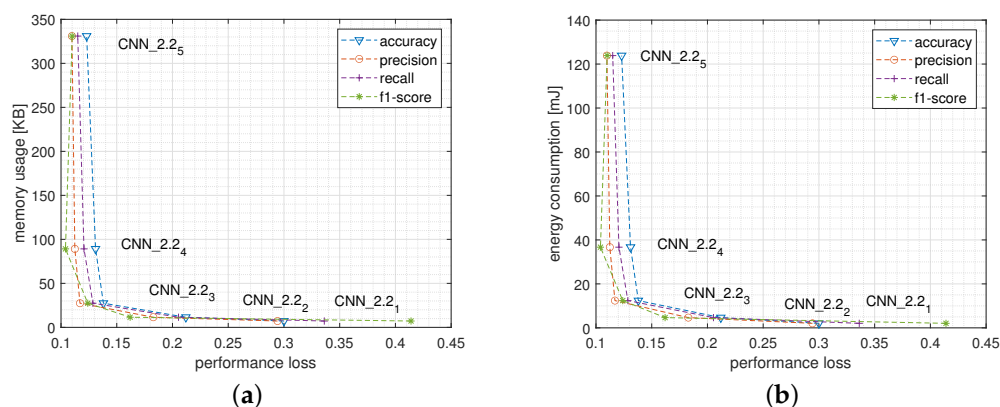 350
300
250
200
150
100
50
0
memory usage [KB]
0.1 0.15 0.2 0.25 0.3 0.35 0.4 0.45
performance loss
CNN_2.2₅
CNN_2.2₄
CNN_2.2₃
CNN_2.2₂
CNN_2.2₁
accuracy
precision
recall
f1-score
(a)
140
120
100
80
60
40
20
0
energy consumption [mJ]
0.1 0.15 0.2 0.25 0.3 0.35 0.4 0.45
performance loss
CNN_2.2₅
CNN_2.2₄
CNN_2.2₃
CNN_2.2₂
CNN_2.2₁
accuracy
precision
recall
f1-score
(b)